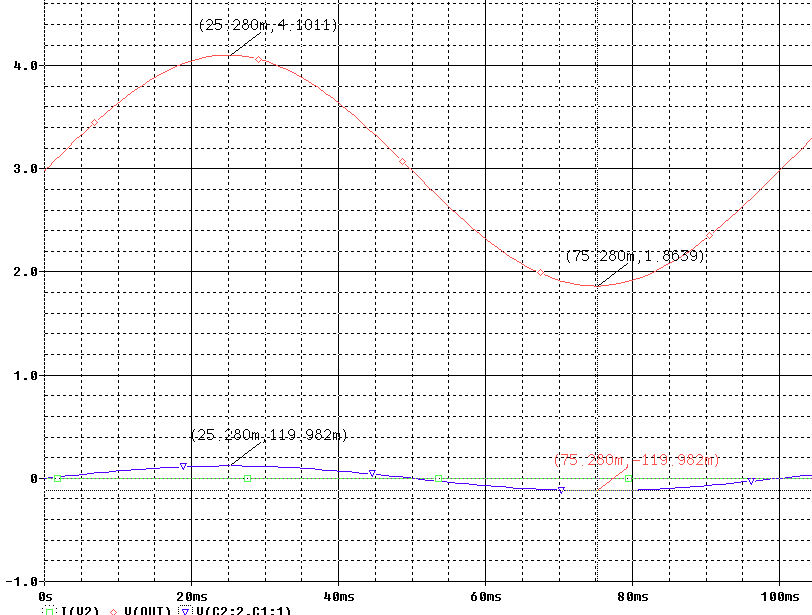 (25.280m,4.1011)
4.0
3.0
(75.280m,1.8639)
2.0
1.0
(25.280m,119.982m)
(75.280m,-119.982m)
0
-1.0
0s 20ms 40ms 60ms 80ms 100ms
I(V2) V(OUT) V(C2:2,C1:1)